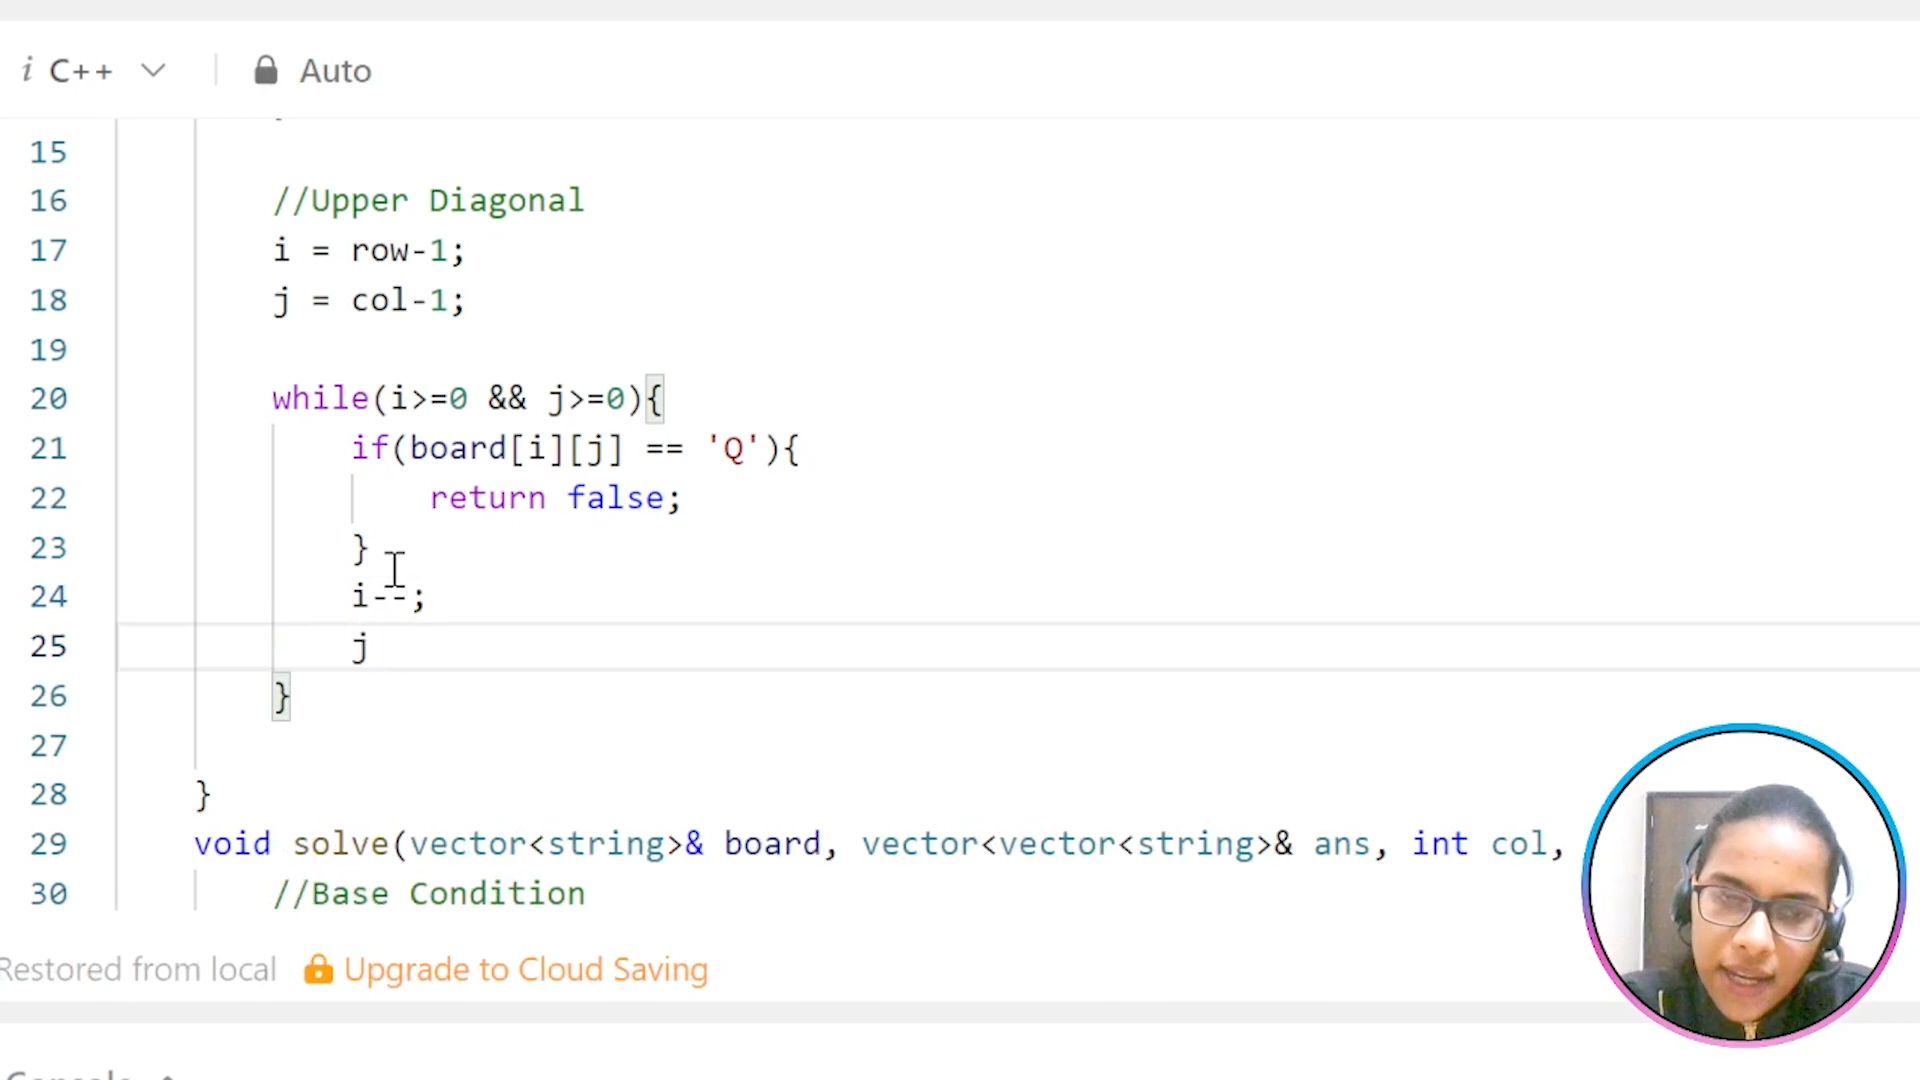 i C++ Auto
15
16 //Upper Diagonal
17 i = row-1;
18 j = col-1;
19
20 while(i>=0 && j>=0){
21 if(board[i][j] == 'Q'){
22 return false;
23 }
24 i--;
25 j
26 }
27
28 }
29 void solve(vector<string>& board, vector<vector<string>& ans, int col,
30 //Base Condition
Restored from local Upgrade to Cloud Saving